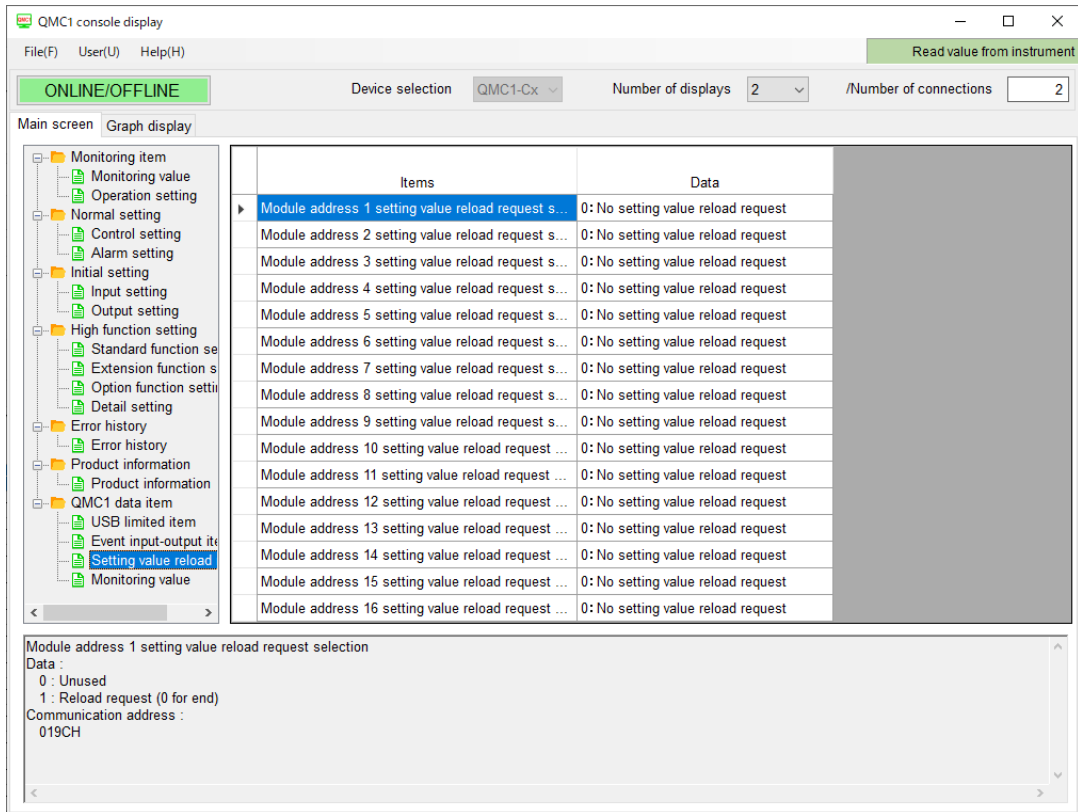 QMC1 console display
File(F) User(U) Help(H)
Read value from instrument
ONLINE/OFFLINE
Device selection QMC1-Cx
Number of displays 2
/Number of connections 2
Main screen Graph display
Monitoring item
Monitoring value
Operation setting
Normal setting
Control setting
Alarm setting
Initial setting
Input setting
Output setting
High function setting
Standard function se
Extension function s
Option function settin
Detail setting
Error history
Error history
Product information
Product information
QMC1 data item
USB limited item
Event input-output ite
Setting value reload
Monitoring value
Items Data
Module address 1 setting value reload request s... 0: No setting value reload request
Module address 2 setting value reload request s... 0: No setting value reload request
Module address 3 setting value reload request s... 0: No setting value reload request
Module address 4 setting value reload request s... 0: No setting value reload request
Module address 5 setting value reload request s... 0: No setting value reload request
Module address 6 setting value reload request s... 0: No setting value reload request
Module address 7 setting value reload request s... 0: No setting value reload request
Module address 8 setting value reload request s... 0: No setting value reload request
Module address 9 setting value reload request s... 0: No setting value reload request
Module address 10 setting value reload request ... 0: No setting value reload request
Module address 11 setting value reload request ... 0: No setting value reload request
Module address 12 setting value reload request ... 0: No setting value reload request
Module address 13 setting value reload request ... 0: No setting value reload request
Module address 14 setting value reload request ... 0: No setting value reload request
Module address 15 setting value reload request ... 0: No setting value reload request
Module address 16 setting value reload request ... 0: No setting value reload request
Module address 1 setting value reload request selection
Data :
0 : Unused
1 : Reload request (0 for end)
Communication address :
019CH